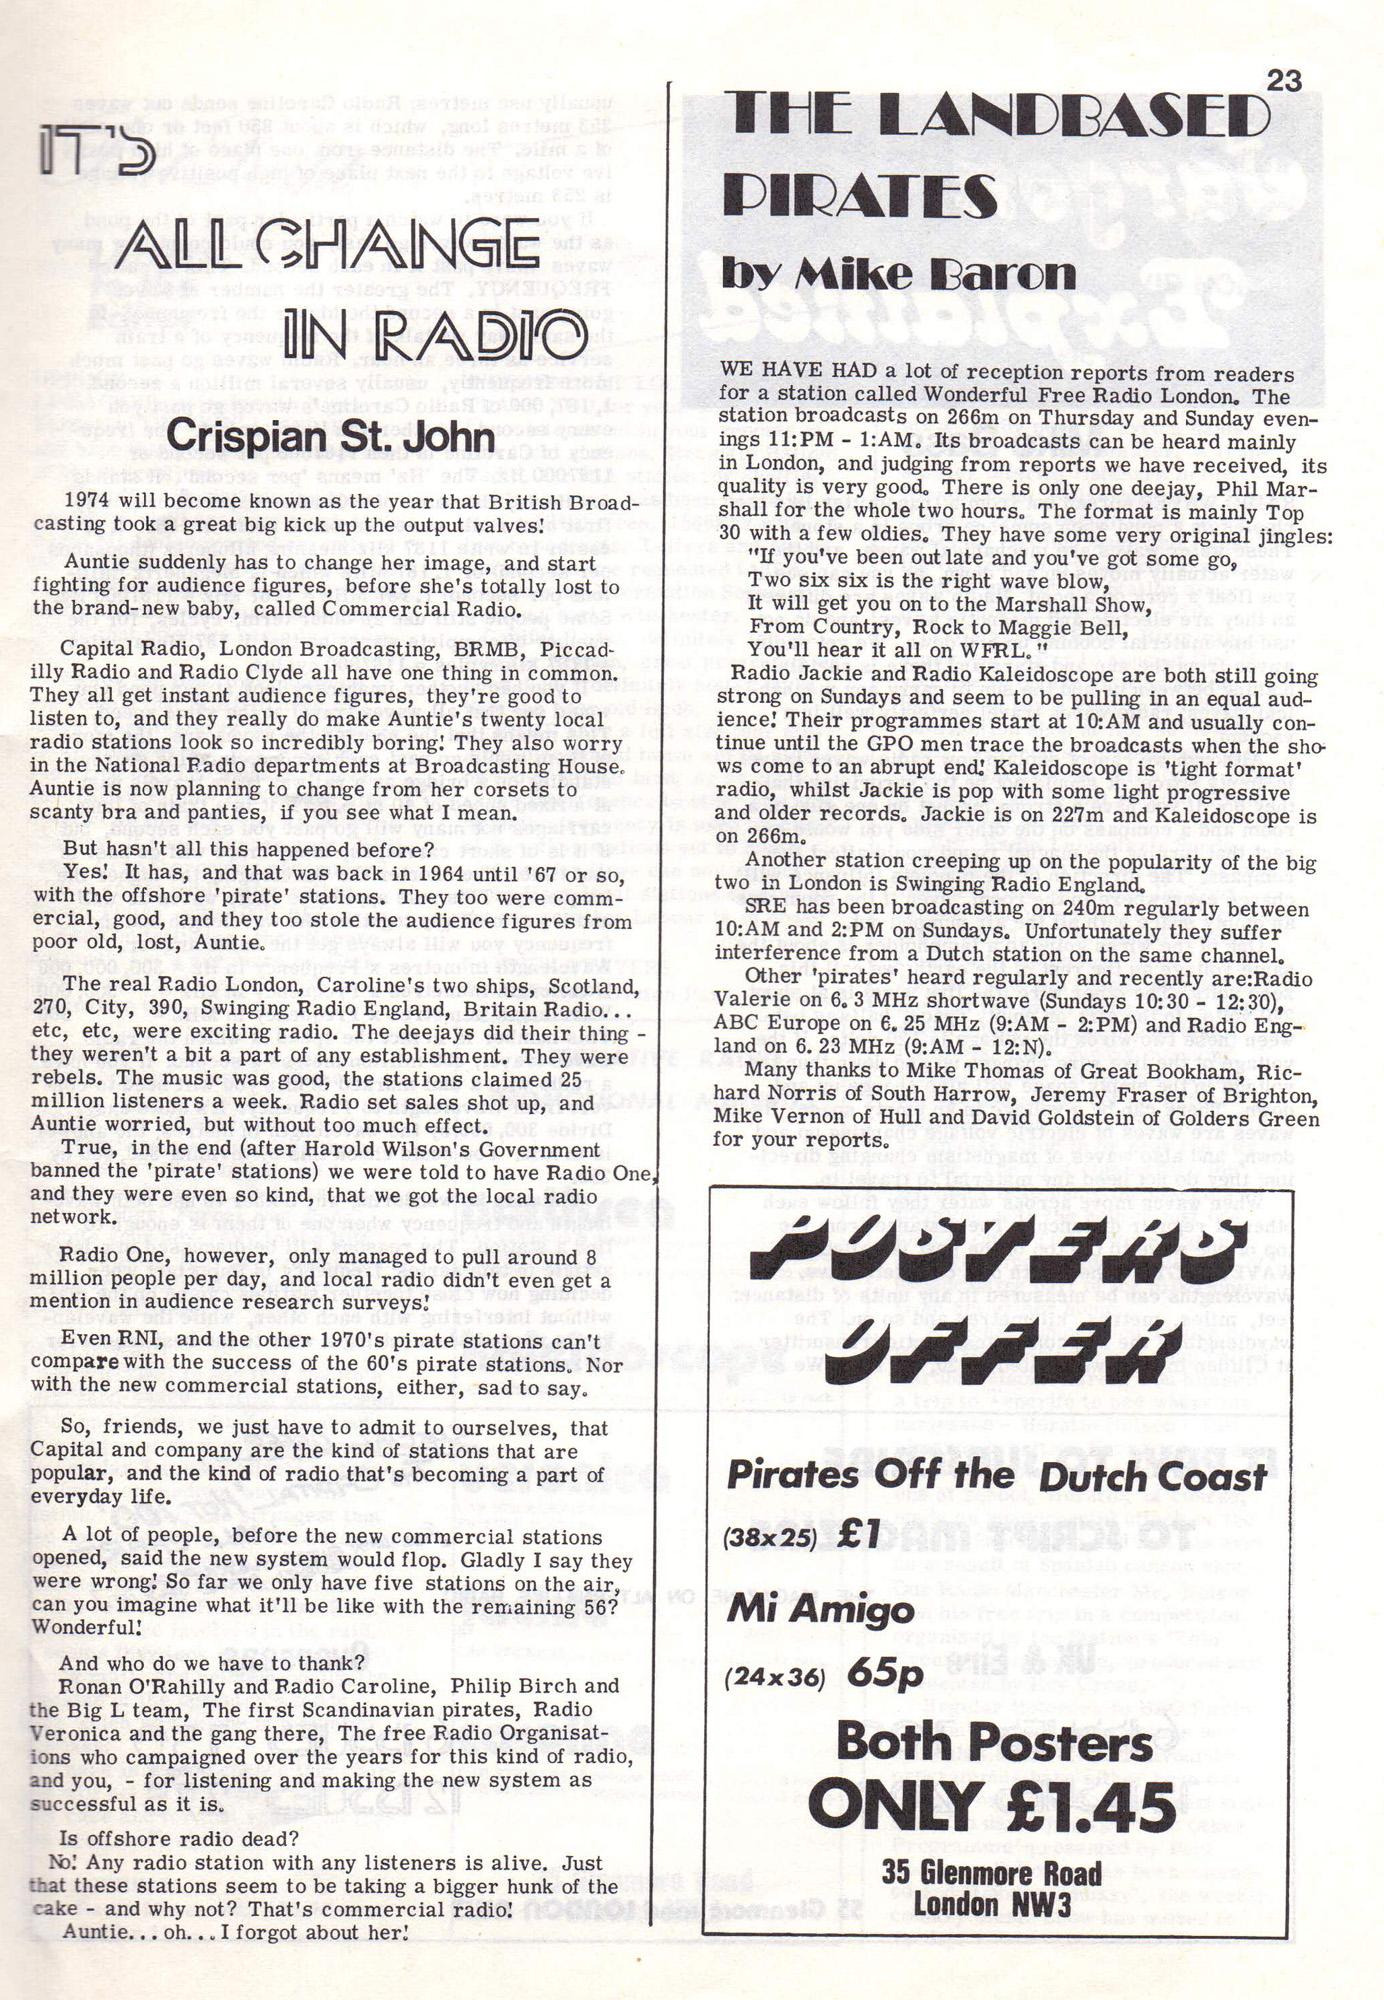 23
IT'S
ALL CHANGE
IN RADIO
Crispian St. John
1974 will become known as the year that British Broad-
casting took a great big kick up the output valves!
Auntie suddenly has to change her image, and start
fighting for audience figures, before she's totally lost to
the brand-new baby, called Commercial Radio.
Capital Radio, London Broadcasting, BRMB, Piccad-
illy Radio and Radio Clyde all have one thing in common.
They all get instant audience figures, they're good to
listen to, and they really do make Auntie's twenty local
radio stations look so incredibly boring! They also worry
in the National Radio departments at Broadcasting House.
Auntie is now planning to change from her corsets to
scanty bra and panties, if you see what I mean.
But hasn't all this happened before?
Yes! It has, and that was back in 1964 until '67 or so,
with the offshore 'pirate' stations. They too were comm-
ercial, good, and they too stole the audience figures from
poor old, lost, Auntie.
The real Radio London, Caroline's two ships, Scotland,
270, City, 390, Swinging Radio England, Britain Radio...
etc, etc, were exciting radio. The deejays did their thing -
they weren't a bit a part of any establishment. They were
rebels. The music was good, the stations claimed 25
million listeners a week. Radio set sales shot up, and
Auntie worried, but without too much effect.
True, in the end (after Harold Wilson's Government
banned the 'pirate' stations) we were told to have Radio One,
and they were even so kind, that we got the local radio
network.
Radio One, however, only managed to pull around 8
million people per day, and local radio didn't even get a
mention in audience research surveys!
Even RNI, and the other 1970's pirate stations can't
compare with the success of the 60's pirate stations. Nor
with the new commercial stations, either, sad to say.
So, friends, we just have to admit to ourselves, that
Capital and company are the kind of stations that are
popular, and the kind of radio that's becoming a part of
everyday life.
A lot of people, before the new commercial stations
opened, said the new system would flop. Gladly I say they
were wrong! So far we only have five stations on the air,
can you imagine what it'll be like with the remaining 56?
Wonderful!
And who do we have to thank?
Ronan O'Rahilly and Radio Caroline, Philip Birch and
the Big L team, The first Scandinavian pirates, Radio
Veronica and the gang there, The free Radio Organisat-
ions who campaigned over the years for this kind of radio,
and you, - for listening and making the new system as
successful as it is.
Is offshore radio dead?
No! Any radio station with any listeners is alive. Just
that these stations seem to be taking a bigger hunk of the
cake - and why not? That's commercial radio!
Auntie... oh... I forgot about her!
THE LANDBASED
PIRATES
by Mike Baron
WE HAVE HAD a lot of reception reports from readers
for a station called Wonderful Free Radio London. The
station broadcasts on 266m on Thursday and Sunday even-
ings 11:PM - 1:AM. Its broadcasts can be heard mainly
in London, and judging from reports we have received, its
quality is very good. There is only one deejay, Phil Mar-
shall for the whole two hours. The format is mainly Top
30 with a few oldies. They have some very original jingles:
"If you've been out late and you've got some go,
Two six six is the right wave blow,
It will get you on to the Marshall Show,
From Country, Rock to Maggie Bell,
You'll hear it all on WFRL."
Radio Jackie and Radio Kaleidoscope are both still going
strong on Sundays and seem to be pulling in an equal aud-
ience! Their programmes start at 10:AM and usually con-
tinue until the GPO men trace the broadcasts when the sho-
ws come to an aborupt end! Kaleidoscope is 'tight format'
radio, whilst Jackie is pop with some light progressive
and older records. Jackie is on 227m and Kaleidoscope is
on 266m.
Another station creeping up on the popularity of the big
two in London is Swinging Radio England.
SRE has been broadcasting on 240m regularly between
10:AM and 2:PM on Sundays. Unfortunately they suffer
interference from a Dutch station on the same channel.
Other 'pirates' heard regularly and recently are:Radio
Valerie on 6.3 MHz shortwave (Sundays 10:30 - 12:30),
ABC Europe on 6.25 MHz (9:AM - 2:PM) and Radio Eng-
land on 6.23 MHz (9:AM - 12:N).
Many thanks to Mike Thomas of Great Bookham, Ric-
hard Norris of South Harrow, Jeremy Fraser of Brighton,
Mike Vernon of Hull and David Goldstein of Golders Green
for your reports.
POSTERS
OFFER
Pirates Off the Dutch Coast
(38x25) £1
Mi Amigo
(24x36) 65p
Both Posters
ONLY £1.45
35 Glenmore Road
London NW3